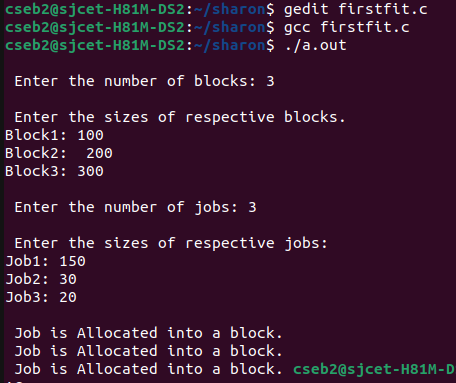 cseb2@sjcet-H81M-DS2:~/sharon$ gedit firstfit.c
cseb2@sjcet-H81M-DS2:~/sharon$ gcc firstfit.c
cseb2@sjcet-H81M-DS2:~/sharon$ ./a.out
Enter the number of blocks: 3
Enter the sizes of respective blocks.
Block1: 100
Block2:  200
Block3: 300
Enter the number of jobs: 3
Enter the sizes of respective jobs:
Job1: 150
Job2: 30
Job3: 20
Job is Allocated into a block.
Job is Allocated into a block.
Job is Allocated into a block. cseb2@sjcet-H81M-D